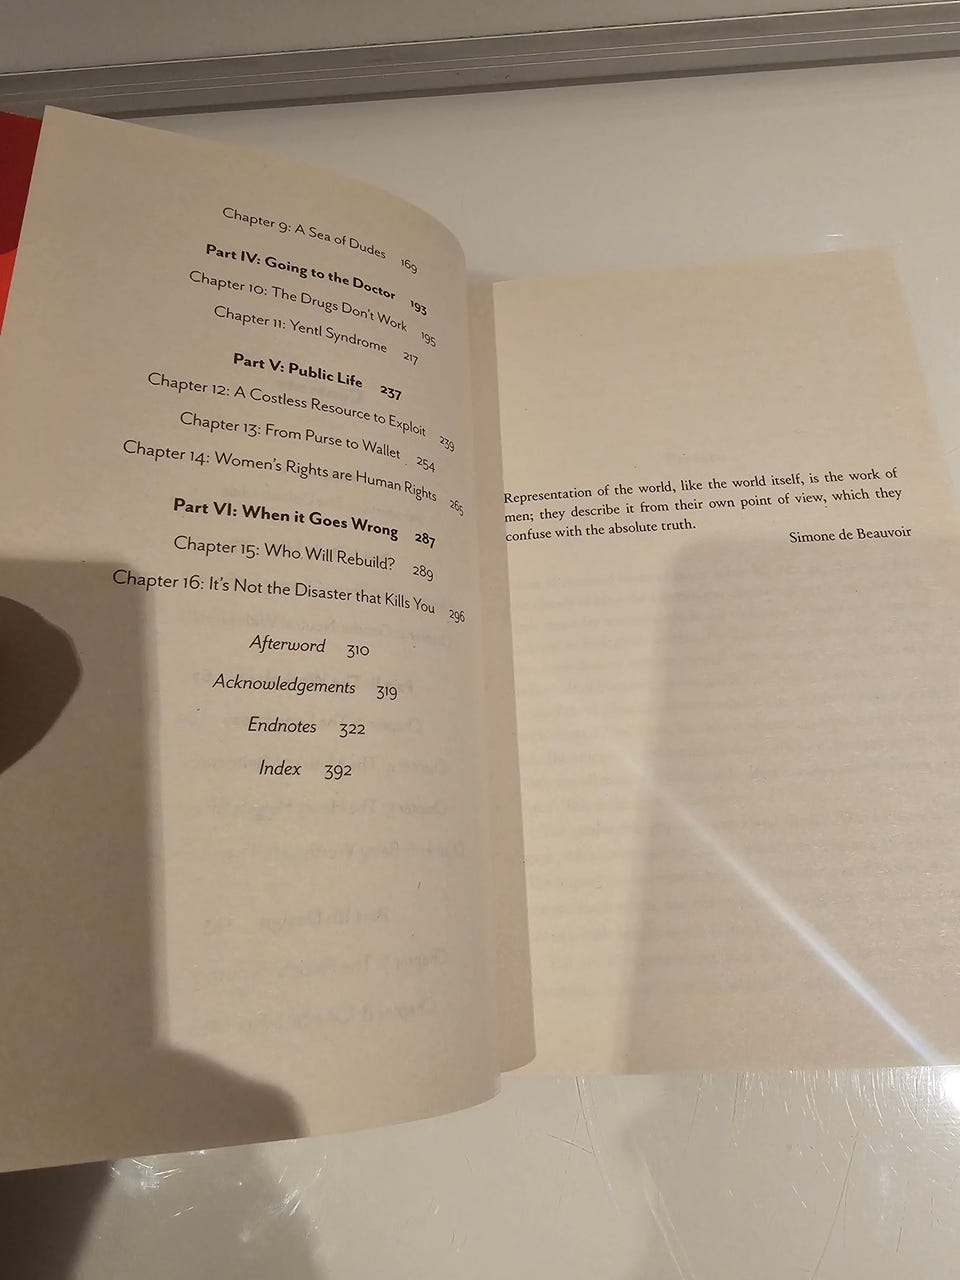 Chapter 9: A Sea of Dudes 169
Part IV: Going to the Doctor 193
Chapter 10: The Drugs Don't Work 195
Chapter 11: Yentl Syndrome 217
Part V: Public Life 237
Chapter 12: A Costless Resource to Exploit 239
Chapter 13: From Purse to Wallet 254
Chapter 14: Women's Rights are Human Rights 265
Part VI: When it Goes Wrong 287
Chapter 15: Who Will Rebuild? 289
Chapter 16: It's Not the Disaster that Kills You 296
Afterword 310
Acknowledgements 319
Endnotes 322
Index 392
Representation of the world, like the world itself, is the work of
men; they describe it from their own point of view, which they
confuse with the absolute truth.
Simone de Beauvoir